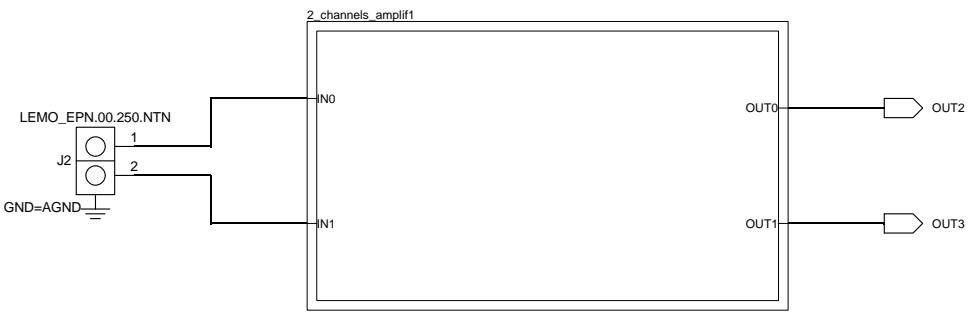 2_channels_amplif1
IN0
OUT0
OUT2
LEMO_EPN.00.250.NTN
1
J2
2
GND=AGND
IN1
OUT1
OUT3